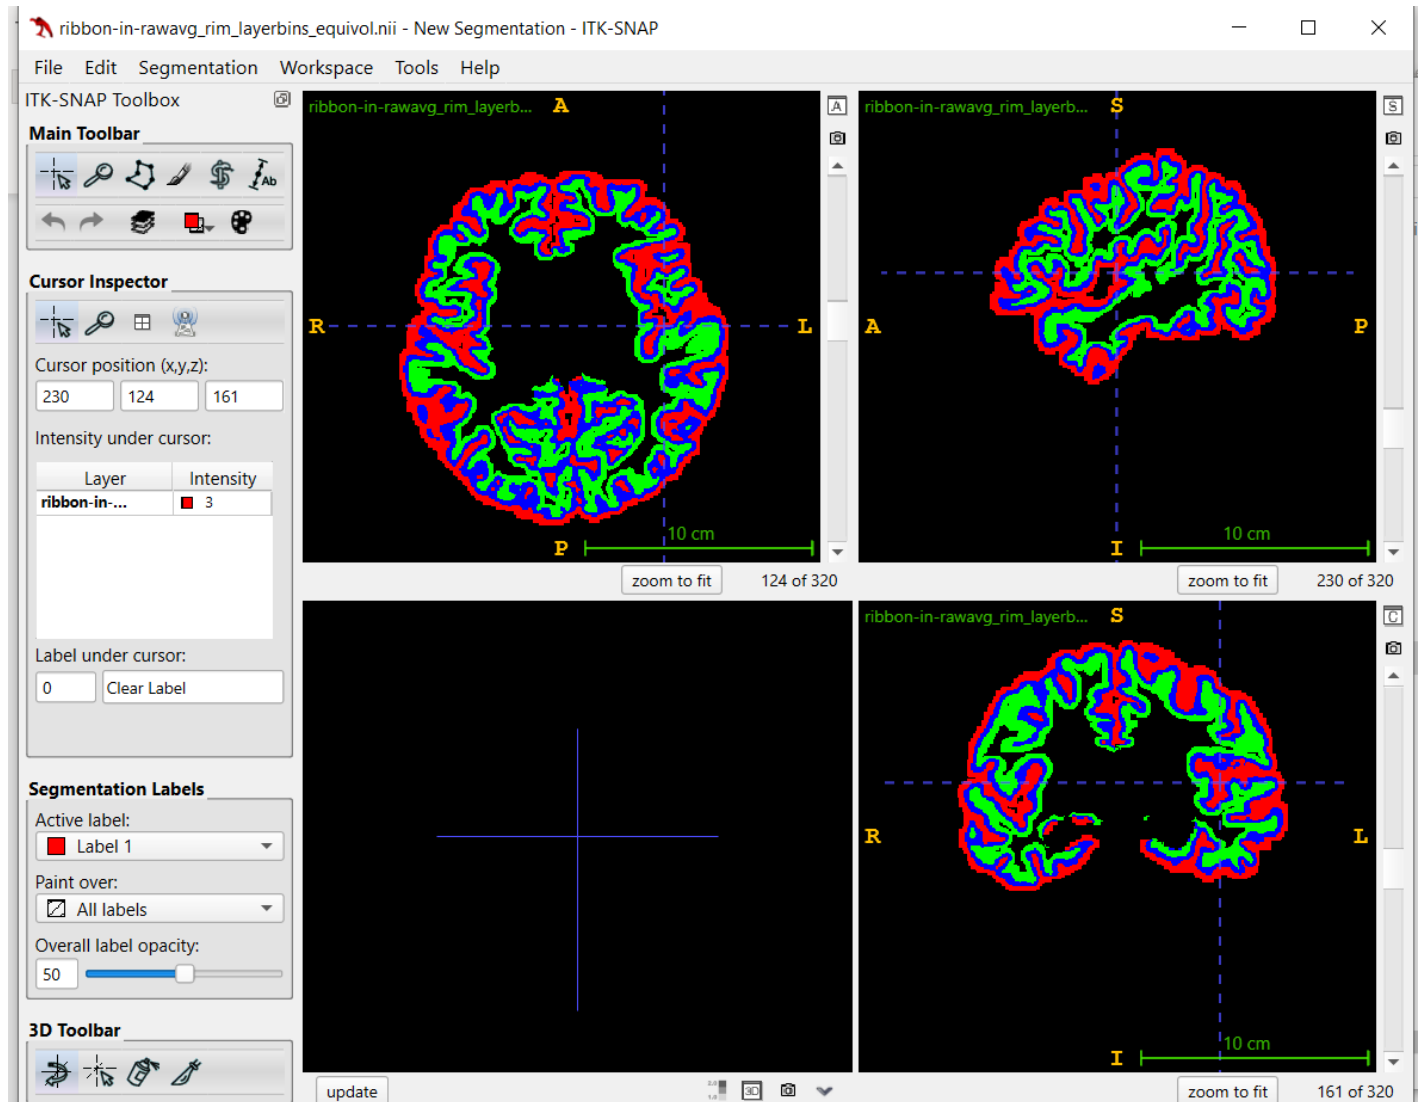 ribbon-in-rawavg_rim_layerbins_equivol.nii - New Segmentation - ITK-SNAP
File Edit Segmentation Workspace Tools Help
ITK-SNAP Toolbox
Main Toolbar
Ab
Cursor Inspector
Cursor position (x,y,z):
230 124 161
Intensity under cursor:
Layer Intensity
ribbon-in-... 3
Label under cursor:
0 Clear Label
Segmentation Labels
Active label:
Label 1
Paint over:
All labels
Overall label opacity:
50
3D Toolbar
ribbon-in-rawavg_rim_layerb... A
A
R L
10 cm
P
zoom to fit 124 of 320
ribbon-in-rawavg_rim_layerb... S
S
A P
10 cm
I
zoom to fit 230 of 320
update
3D
ribbon-in-rawavg_rim_layerb... S
C
R L
10 cm
I
zoom to fit 161 of 320